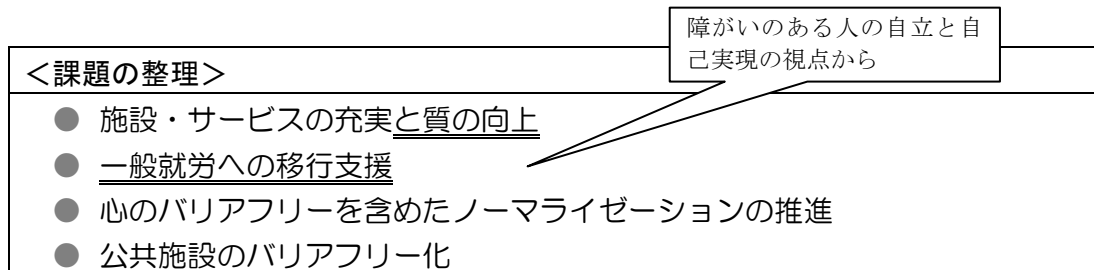 障がいのある人の自立と自
己実現の視点から
＜課題の整理＞
● 施設・サービスの充実と質の向上
● 一般就労への移行支援
● 心のバリアフリーを含めたノーマライゼーションの推進
● 公共施設のバリアフリー化